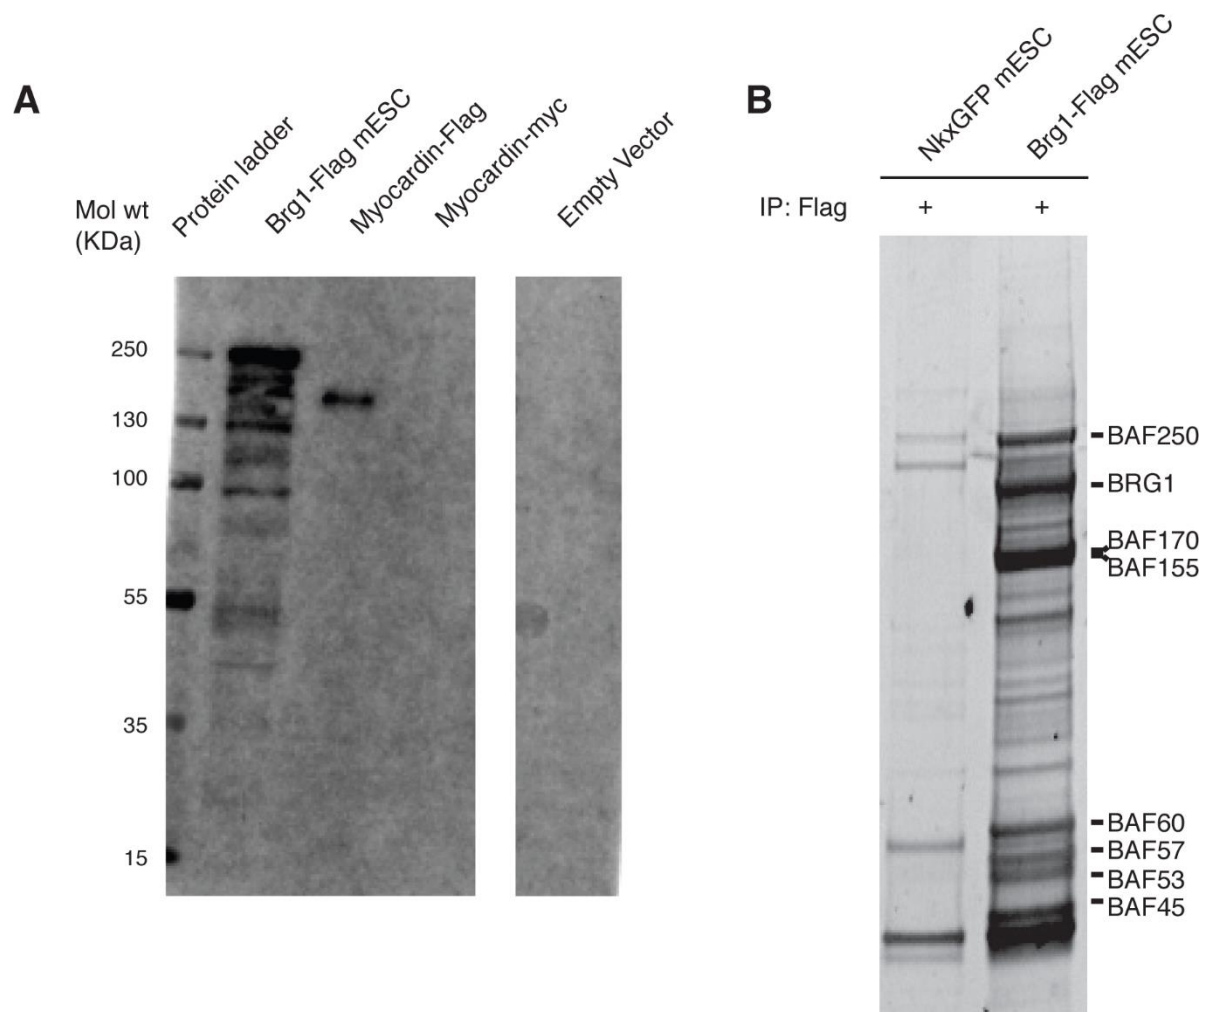 A
Mol wt
(KDa)
Protein ladder
Brg1-Flag mESC
Myocardin-Flag
Myocardin-myc
Empty Vector
250
130
100
55
35
15
B
NkxGFP mESC
Brg1-Flag mESC
IP: Flag + +
BAF250
BRG1
BAF170
BAF155
BAF60
BAF57
BAF53
BAF45